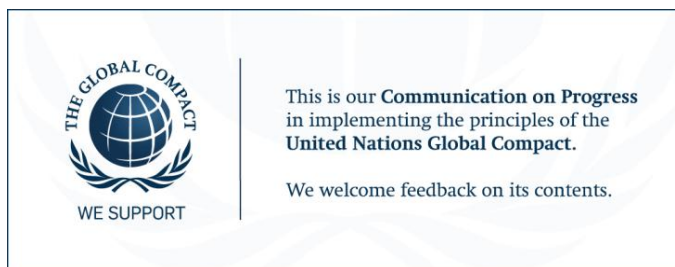 THE GLOBAL COMPACT
WE SUPPORT
This is our Communication on Progress
in implementing the principles of the
United Nations Global Compact.
We welcome feedback on its contents.